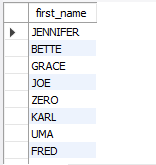 first_name
JENNIFER
BETTE
GRACE
JOE
ZERO
KARL
UMA
FRED